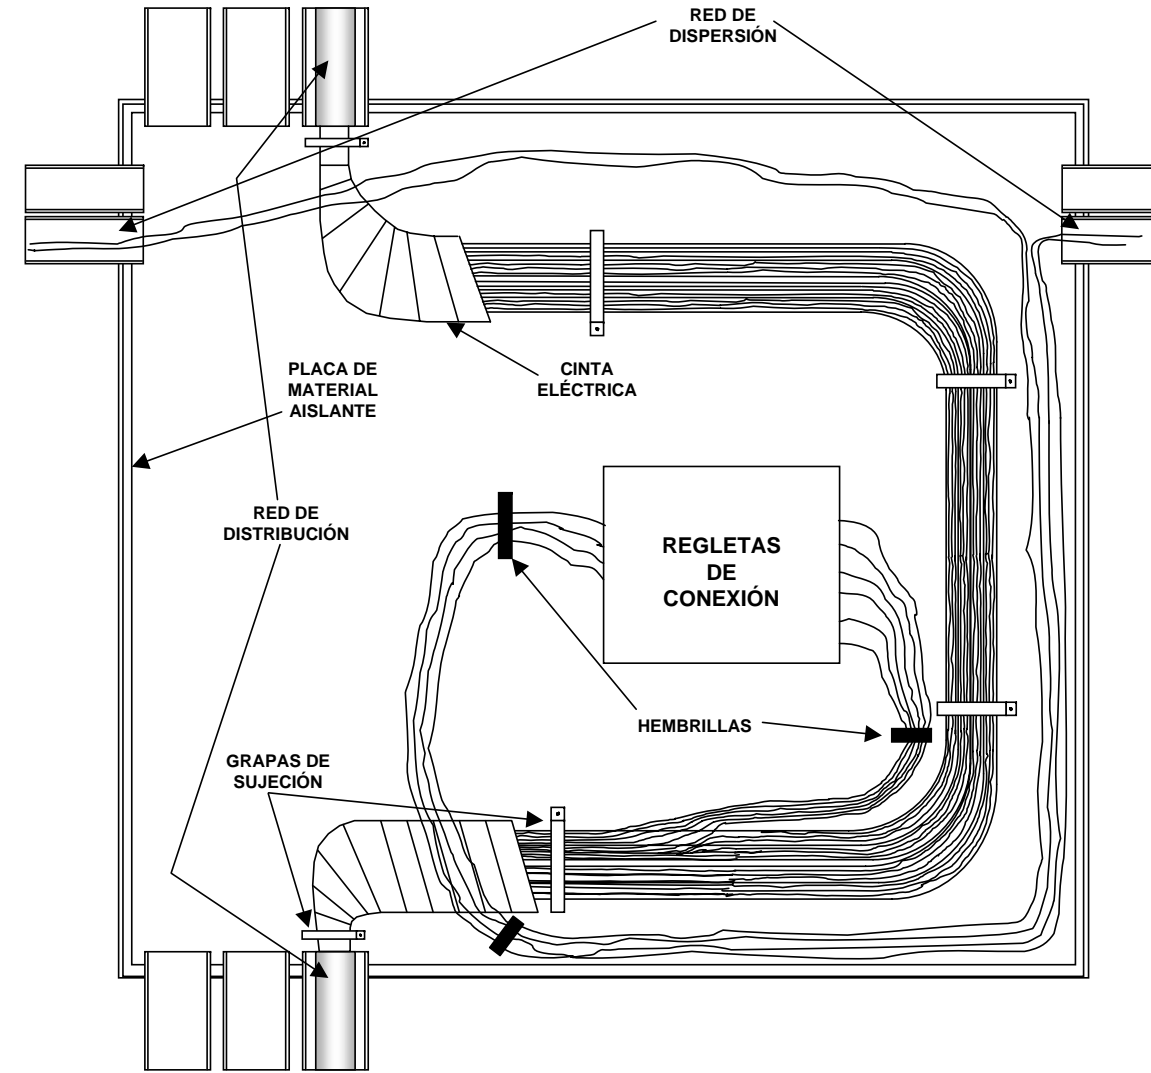 RED DE
DISPERSIÓN
PLACA DE
MATERIAL
AISLANTE
CINTA
ELÉCTRICA
RED DE
DISTRIBUCIÓN
REGLETAS
DE
CONEXIÓN
HEMBRILLAS
GRAPAS DE
SUJECIÓN